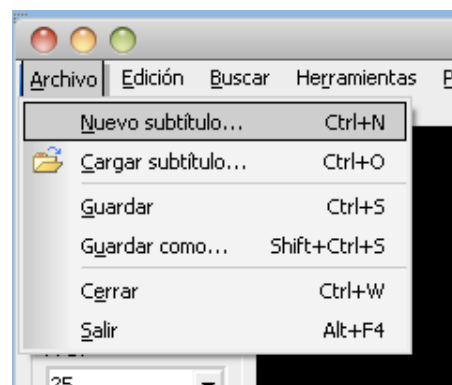 Archivo Edición Buscar Herramientas
Nuevo subtítulo... Ctrl+N
Cargar subtítulo... Ctrl+O
Guardar Ctrl+S
Guardar como... Shift+Ctrl+S
Cerrar Ctrl+W
Salir Alt+F4
25